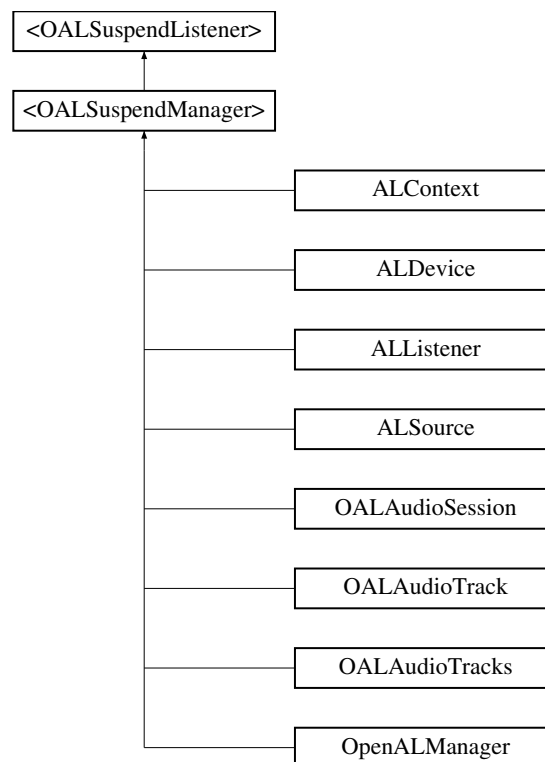 <OALSuspendListener>
<OALSuspendManager>
ALContext
ALDevice
ALListener
ALSource
OALAudioSession
OALAudioTrack
OALAudioTracks
OpenALManager